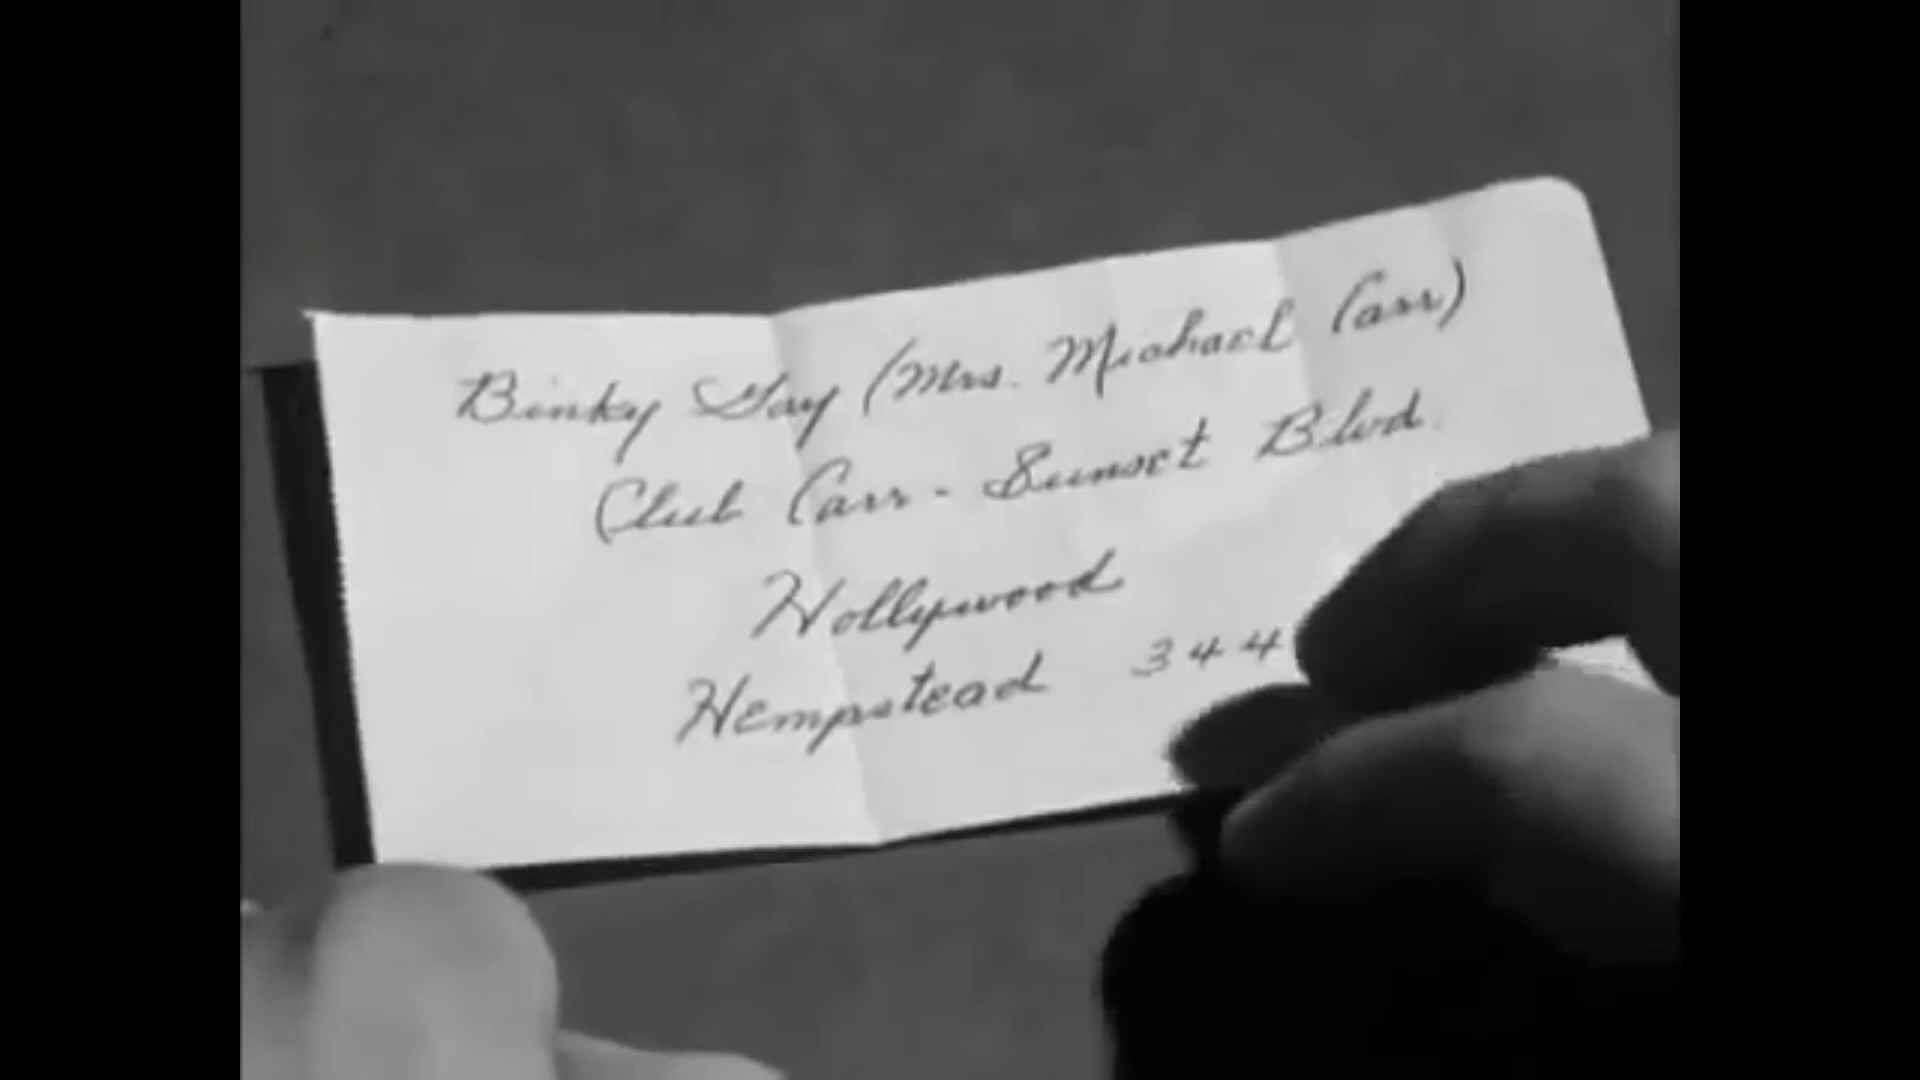 Binky Gay (Mrs. Michael Carr)
Club Carr - Sunset Blvd.
Hollywood
Hempstead 344